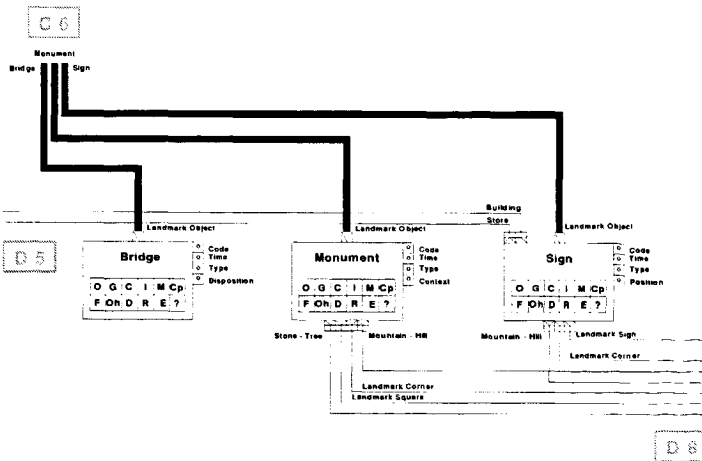 C 6
Monument
Bridge Sign
Building
Store
Landmark Object Landmark Object Landmark Object
D 5
Bridge
Code
Time
Type
Disposition
O G C I M Cp
F Oh D R E ?
Monument
Code
Time
Type
Context
O G C I M Cp
F Oh D R E ?
Sign
Code
Time
Type
Position
O G C I M Cp
F Oh D R E ?
Stone - Tree Mountain - Hill Mountain - Hill Landmark Sign
Landmark Corner
Landmark Corner
Landmark Square
D 6